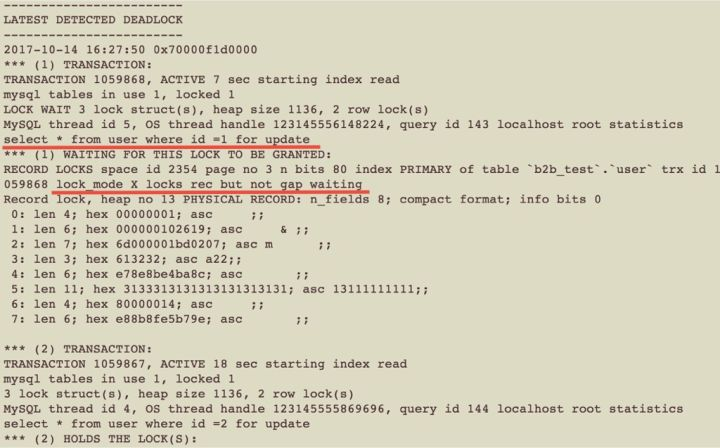 ------------------------
LATEST DETECTED DEADLOCK
------------------------
2017-10-14 16:27:50 0x70000f1d0000
*** (1) TRANSACTION:
TRANSACTION 1059868, ACTIVE 7 sec starting index read
mysql tables in use 1, locked 1
LOCK WAIT 3 lock struct(s), heap size 1136, 2 row lock(s)
MySQL thread id 5, OS thread handle 123145556148224, query id 143 localhost root statistics
select *  from user where id =1 for update
*** (1) WAITING FOR THIS LOCK TO BE GRANTED:
RECORD LOCKS space id 2354 page no 3 n bits 80 index PRIMARY of table `b2b_test`.`user` trx id 1
059868 lock_mode X locks rec but not gap waiting
Record lock, heap no 13 PHYSICAL RECORD: n_fields 8; compact format; info bits 0
 0: len 4; hex 00000001; asc     ;;
 1: len 6; hex 000000102619; asc     & ;;
 2: len 7; hex 6d000001bd0207; asc m      ;;
 3: len 3; hex 613232; asc a22;;
 4: len 6; hex e78e8be4ba8c; asc       ;;
 5: len 11; hex 3133313131313131313131; asc 13111111111;;
 6: len 4; hex 80000014; asc     ;;
 7: len 6; hex e88b8fe5b79e; asc       ;;

*** (2) TRANSACTION:
TRANSACTION 1059867, ACTIVE 18 sec starting index read
mysql tables in use 1, locked 1
3 lock struct(s), heap size 1136, 2 row lock(s)
MySQL thread id 4, OS thread handle 123145555869696, query id 144 localhost root statistics
select * from user where id =2 for update
*** (2) HOLDS THE LOCK(S):